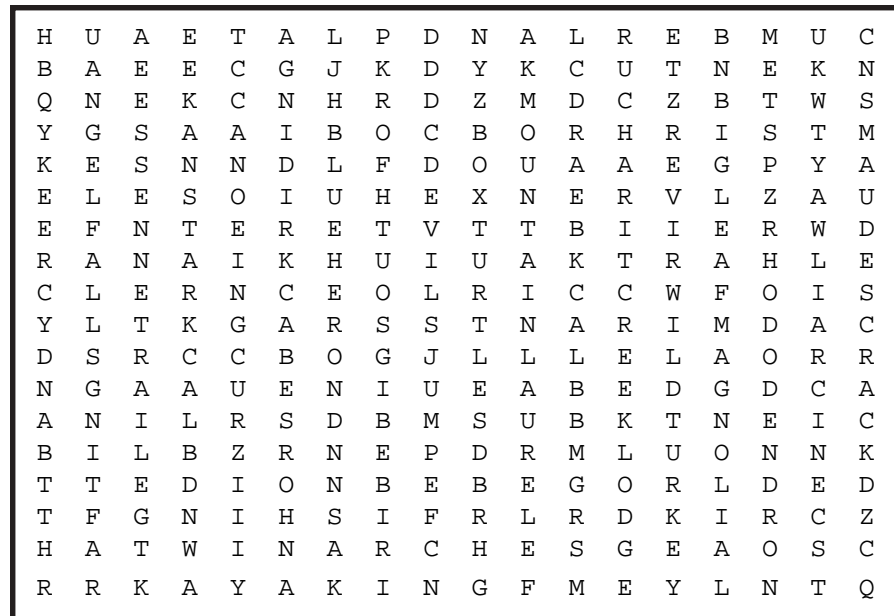 H U A E T A L P D N A L R E B M U C
B A E E C G J K D Y K C U T N E K N
Q N E K C N H R D Z M D C Z B T W S
Y G S A A I B O C B O R H R I S T M
K E S N N D L F D O U A A E G P Y A
E L E S O I U H E X N E R V L Z A U
E F N T E R E T V T T B I I E R W D
R A N A I K H U I U A K T R A H L E
C L E R N C E O L R I C C W F O I S
Y L T K G A R S S T N A R I M D A C
D S R C C B O G J L L L E L A O R R
N G A A U E N I U E A B E D G D C A
A N I L R S D B M S U B K T N E I C
B I L B Z R N E P D R M L U O N N K
T T E D I O N B E B E G O R L D E D
T F G N I H S I F R L R D K I R C Z
H A T W I N A R C H E S G E A O S C
R R K A Y A K I N G F M E Y L N T Q